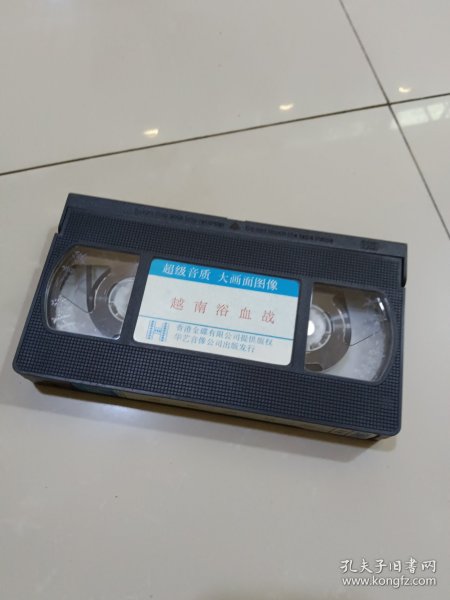 超级音质 大画面图像
越南浴血战
香港金碟有限公司提供版权
华艺音像公司出版发行
孔夫子旧书网
www.kongfz.com